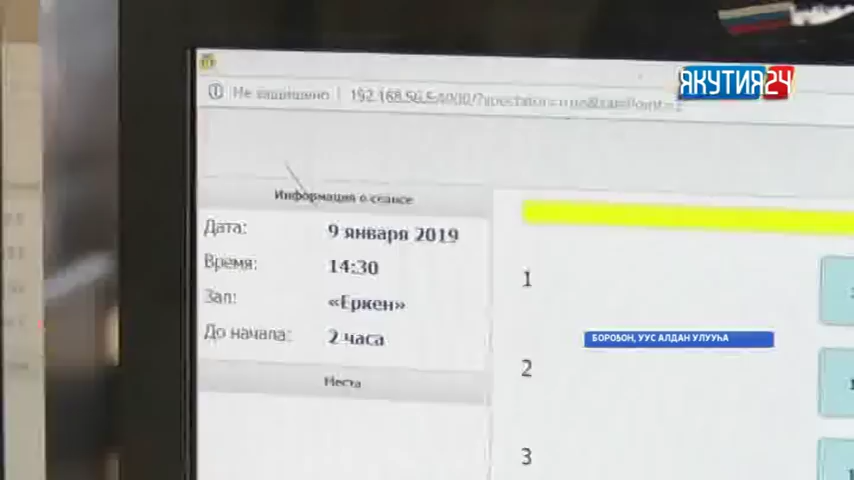 ЯКУТИЯ24
Не защищено
Информация о сеансе
Дата: 9 января 2019
Время: 14:30
Зал: «Еркен»
До начала: 2 часа
Места
1
БОРОҔОН, УУС АЛДАН УЛУУҺА
2
3